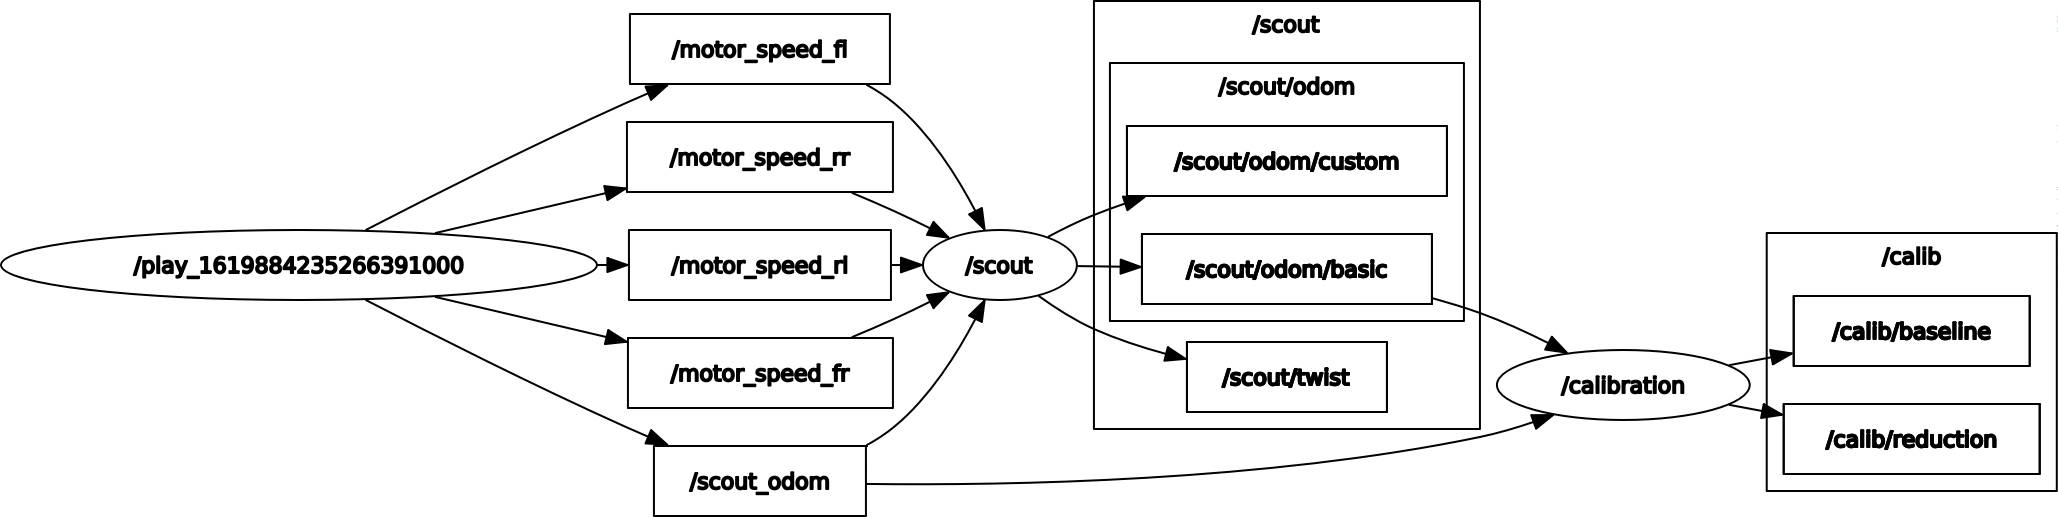 /motor_speed_fl
/motor_speed_rr
/play_1619884235266391000
/motor_speed_rl
/motor_speed_fr
/scout_odom
/scout
/scout
/scout/odom
/scout/odom/custom
/scout/odom/basic
/scout/twist
/calibration
/calib
/calib/baseline
/calib/reduction